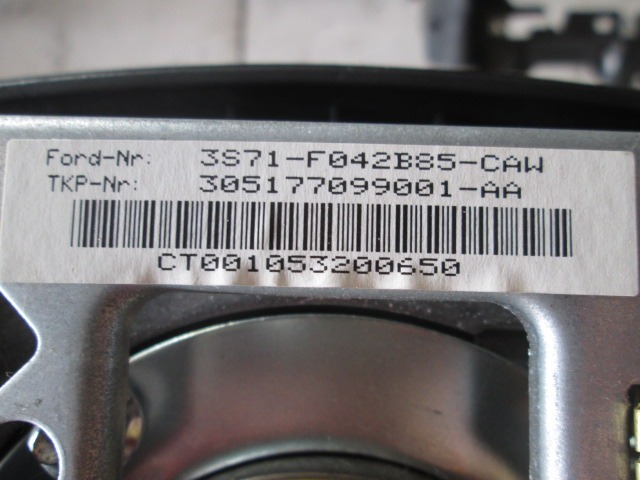 Ford-Nr: 3S71-F042B85-CAW
TKP-Nr: 305177099001-AA
CT001053200650